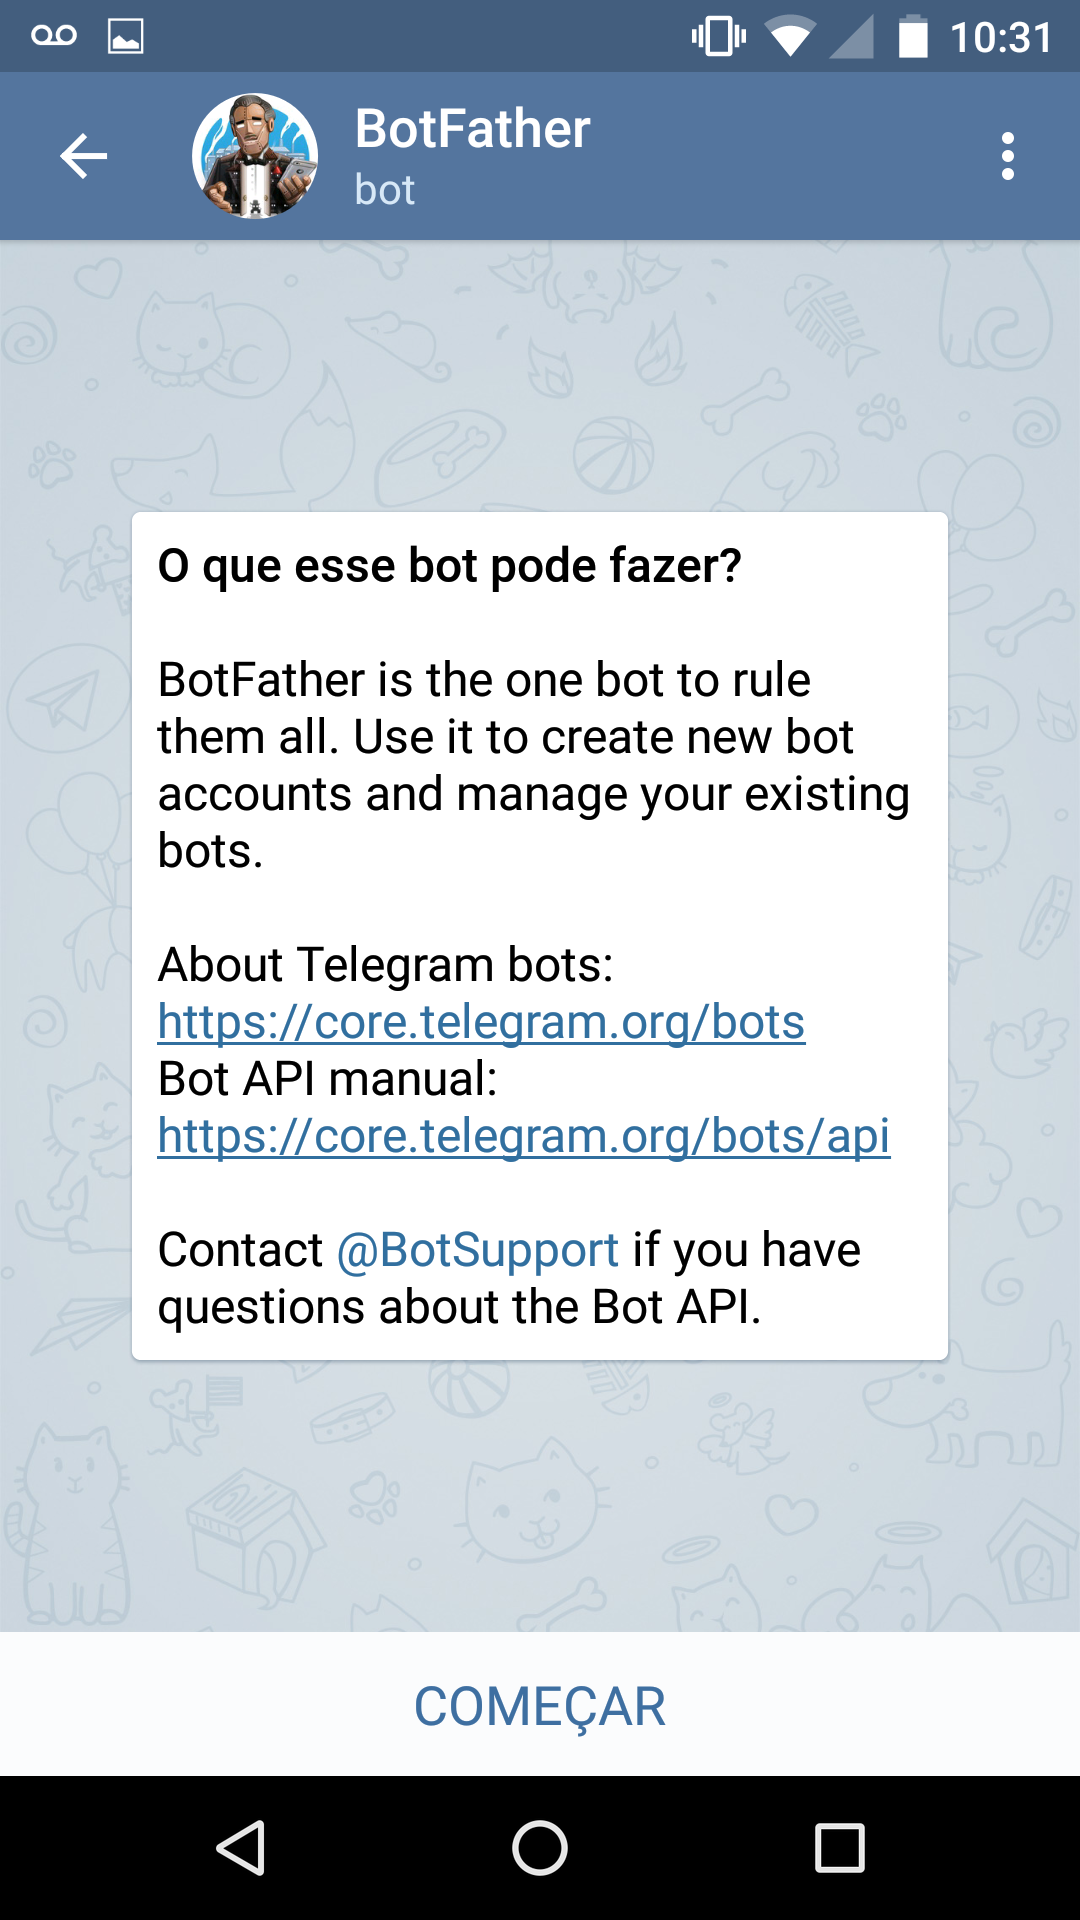 10:31
BotFather
bot
O que esse bot pode fazer?
BotFather is the one bot to rule
them all. Use it to create new bot
accounts and manage your existing
bots.
About Telegram bots:
https://core.telegram.org/bots
Bot API manual:
https://core.telegram.org/bots/api
Contact @BotSupport if you have
questions about the Bot API.
COMEÇAR